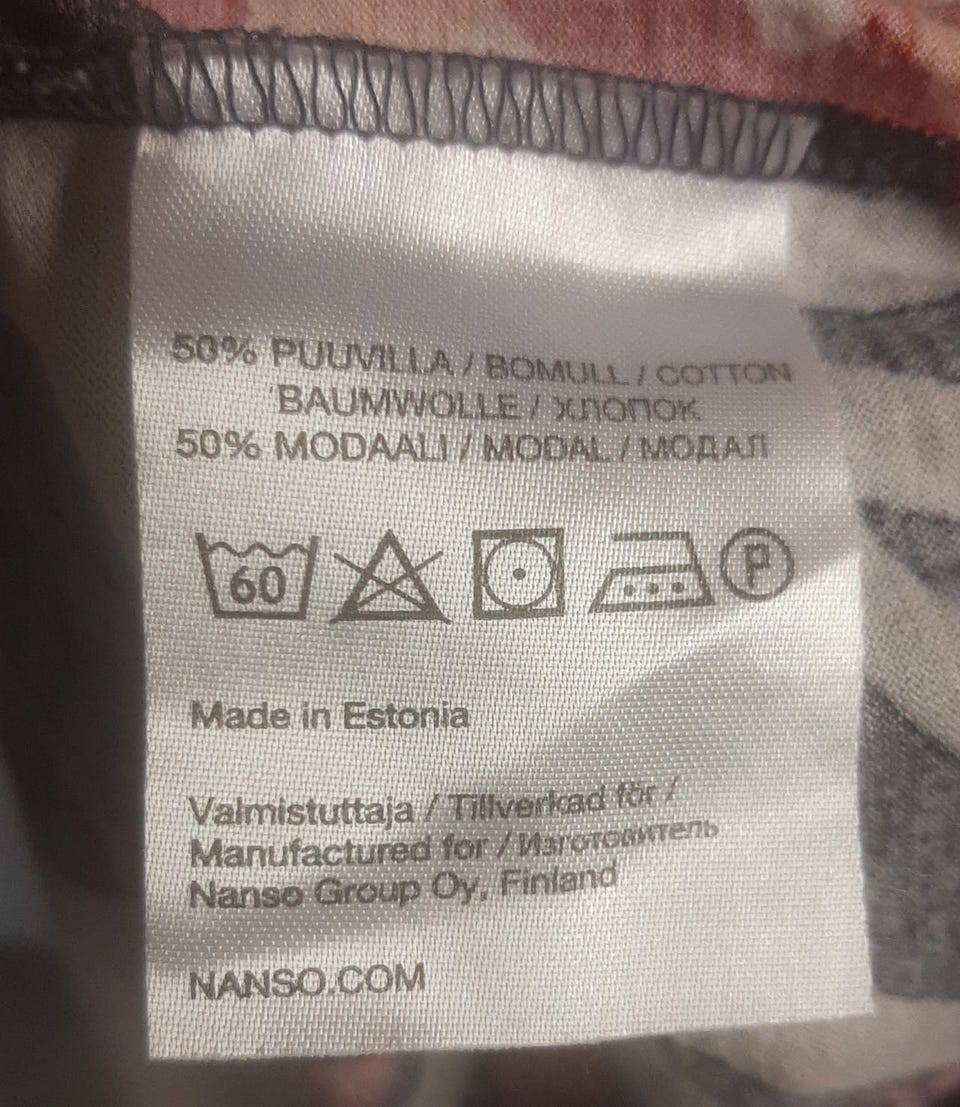 50% PUUVILLA / BOMULL / COTTON
BAUMWOLLE / ХЛОПОК
50% MODAALI / MODAL / МОДАЛ
60
P
Made in Estonia
Valmistuttaja / Tillverkad för /
Manufactured for / Изготовитель
Nanso Group Oy, Finland
NANSO.COM